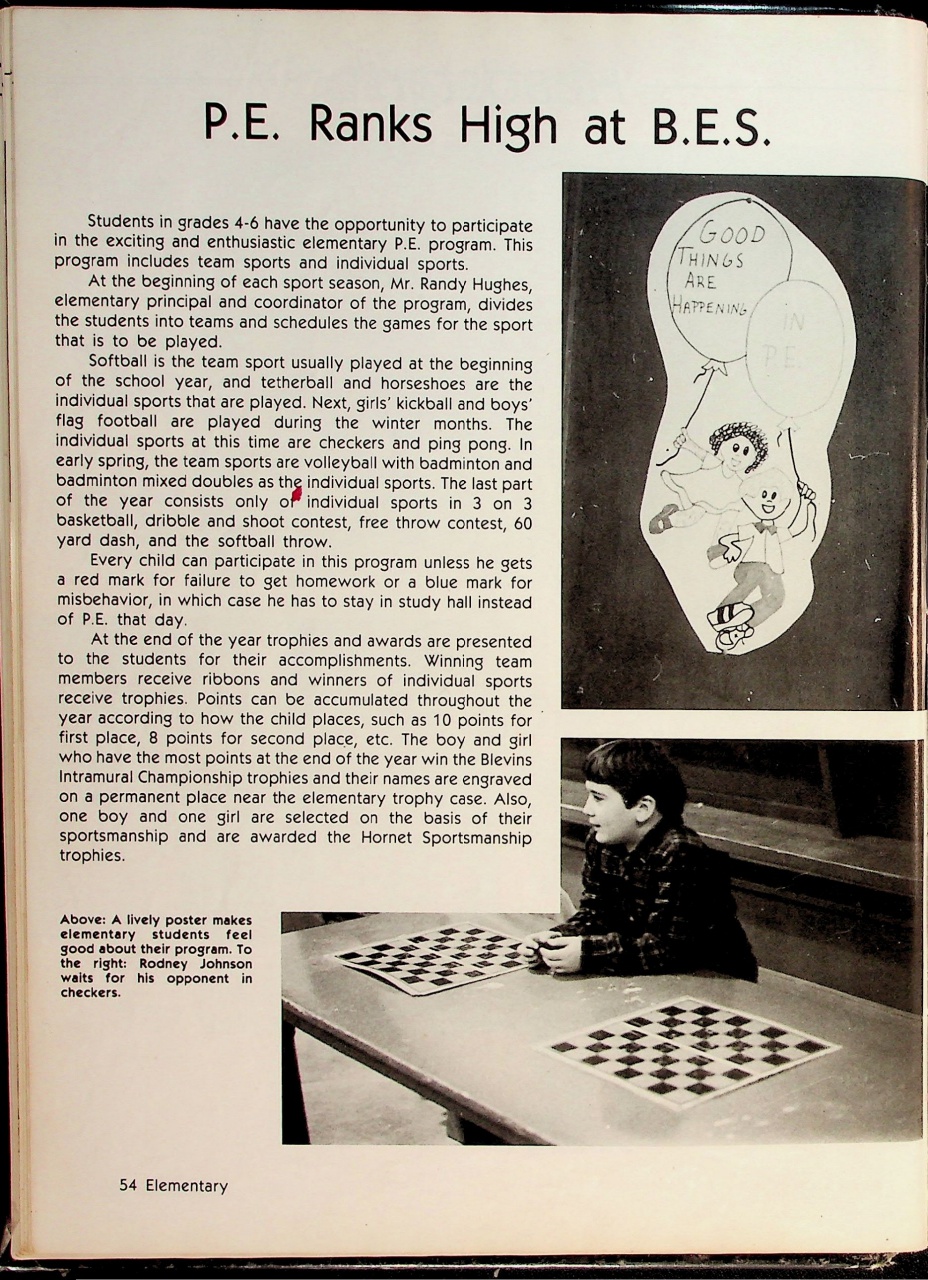 P.E. Ranks High at B.E.S.
Students in grades 4-6 have the opportunity to participate
in the exciting and enthusiastic elementary P.E. program. This
program includes team sports and individual sports.
At the beginning of each sport season, Mr. Randy Hughes,
elementary principal and coordinator of the program, divides
the students into teams and schedules the games for the sport
that is to be played.
Softball is the team sport usually played at the beginning
of the school year, and tetherball and horseshoes are the
individual sports that are played. Next, girls' kickball and boys'
flag football are played during the winter months. The
individual sports at this time are checkers and ping pong. In
early spring, the team sports are volleyball with badminton and
badminton mixed doubles as the individual sports. The last part
of the year consists only of individual sports in 3 on 3
basketball, dribble and shoot contest, free throw contest, 60
yard dash, and the softball throw.
Every child can participate in this program unless he gets
a red mark for failure to get homework or a blue mark for
misbehavior, in which case he has to stay in study hall instead
of P.E. that day.
At the end of the year trophies and awards are presented
to the students for their accomplishments. Winning team
members receive ribbons and winners of individual sports
receive trophies. Points can be accumulated throughout the
year according to how the child places, such as 10 points for
first place, 8 points for second place, etc. The boy and girl
who have the most points at the end of the year win the Blevins
Intramural Championship trophies and their names are engraved
on a permanent place near the elementary trophy case. Also,
one boy and one girl are selected on the basis of their
sportsmanship and are awarded the Hornet Sportsmanship
trophies.
GOOD
THINGS
ARE
HAPPENING
IN
P.E.
Above: A lively poster makes
elementary students feel
good about their program. To
the right: Rodney Johnson
waits for his opponent in
checkers.
54 Elementary